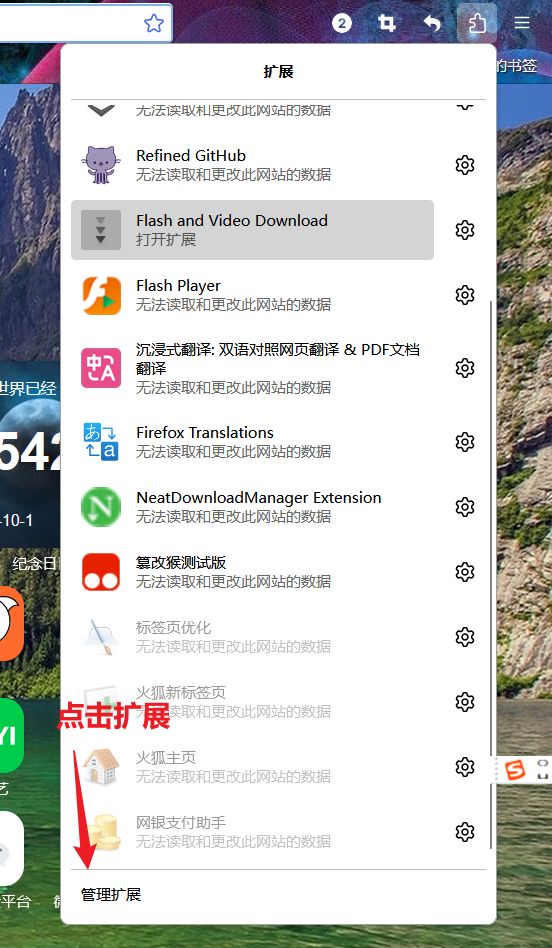 2
的书签
扩展
无法读取和更改此网站的数据
Refined GitHub
无法读取和更改此网站的数据
Flash and Video Download
打开扩展
Flash Player
无法读取和更改此网站的数据
沉浸式翻译: 双语对照网页翻译 & PDF文档
翻译
无法读取和更改此网站的数据
世界已经
Firefox Translations
无法读取和更改此网站的数据
542
NeatDownloadManager Extension
无法读取和更改此网站的数据
-10-1
纪念日
篡改猴测试版
无法读取和更改此网站的数据
标签页优化
无法读取和更改此网站的数据
火狐新标签页
无法读取和更改此网站的数据
点击扩展
YI
火狐主页
无法读取和更改此网站的数据
艺
网银支付助手
无法读取和更改此网站的数据
管理扩展
平台